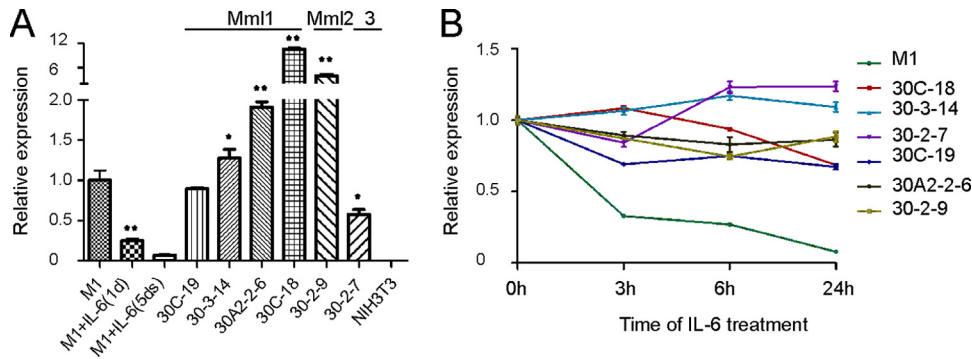 A
Mml1
Mml2
3
Relative expression
12
6
2.0
1.5
1.0
0.5
0
**
*
**
**
**
*
M1
M1+IL-6(1d)
M1+IL-6(5ds)
30C-19
30-3-14
30A2-2-6
30C-18
30-2-9
30-2-7
NIH3T3
B
Relative expression
1.5
1.0
0.5
0
0h
3h
6h
24h
Time of IL-6 treatment
M1
30C-18
30-3-14
30-2-7
30C-19
30A2-2-6
30-2-9